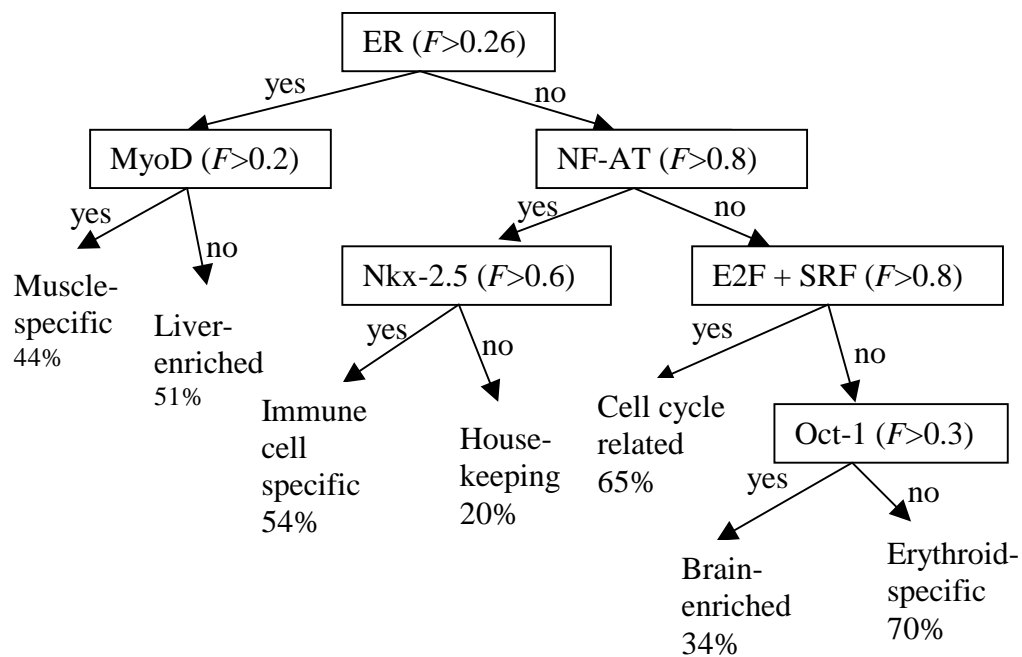 ER (F>0.26)
yes
no
MyoD (F>0.2)
NF-AT (F>0.8)
yes
no
yes
no
Muscle-
specific
44%
Liver-
enriched
51%
Nkx-2.5 (F>0.6)
E2F + SRF (F>0.8)
yes
no
yes
no
Immune
cell
specific
54%
House-
keeping
20%
Cell cycle
related
65%
Oct-1 (F>0.3)
yes
no
Brain-
enriched
34%
Erythroid-
specific
70%